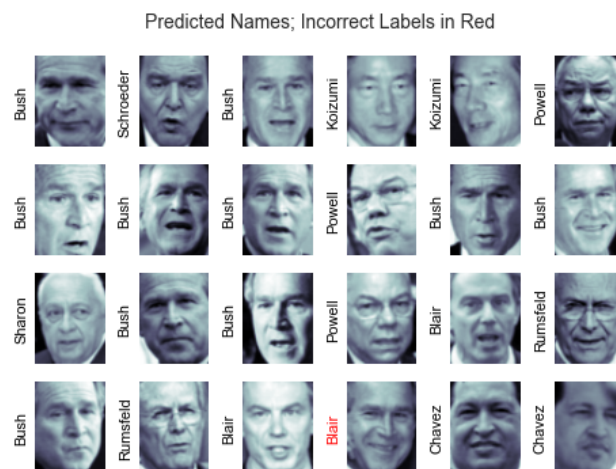 Predicted Names; Incorrect Labels in Red
Bush
Schroeder
Bush
Koizumi
Koizumi
Powell
Bush
Bush
Bush
Powell
Bush
Bush
Sharon
Bush
Bush
Powell
Blair
Rumsfeld
Bush
Rumsfeld
Blair
Blair
Chavez
Chavez